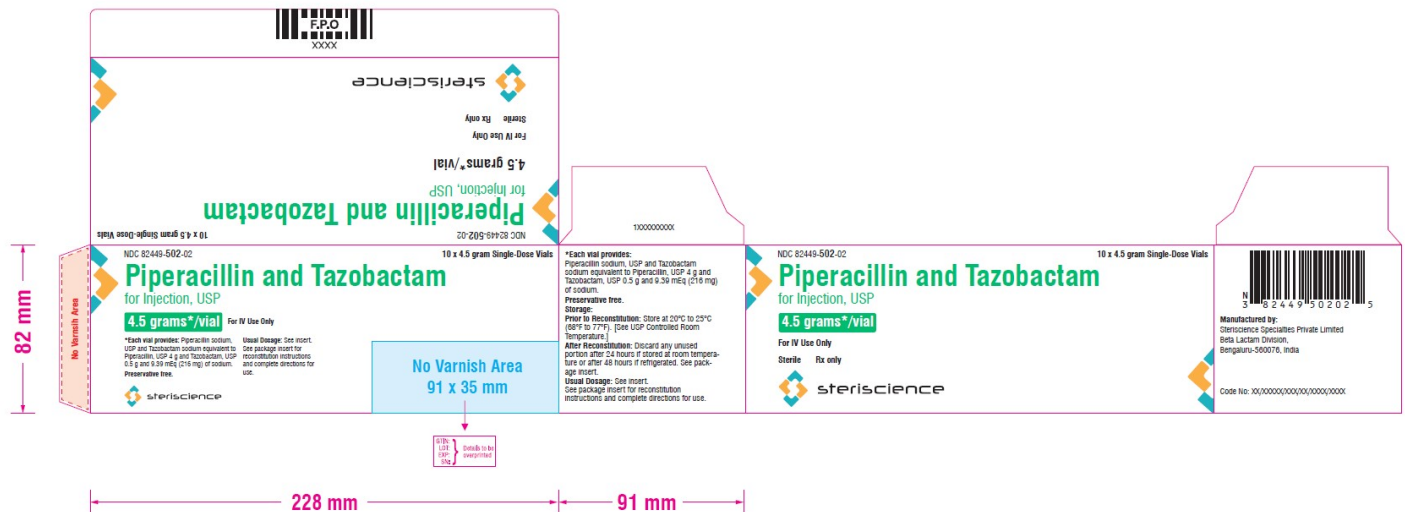 F.P.O
XXXX
steriscience
Sterile Rx only
For IV Use Only
4.5 grams*/vial
for Injection, USP
Piperacillin and Tazobactam
NDC 82449-502-02
10 x 4.5 gram Single-Dose Vials
1XXXXXXXXX
82 mm
No Varnsih Area
NDC 82449-502-02
10 x 4.5 gram Single-Dose Vials
Piperacillin and Tazobactam
for Injection, USP
4.5 grams*/vial
For IV Use Only
*Each vial provides: Piperacillin sodium,
USP and Tazobactam sodium equivalent to
Piperacillin, USP 4 g and Tazobactam, USP
0.5 g and 9.39 mEq (216 mg) of sodium.
Preservative free.
Usual Dosage: See insert.
See package insert for
reconstitution instructions
and complete directions for
use.
steriscience
No Varnish Area
91 x 35 mm
GTIN:
LOT:
EXP:
SN:
Details to be
overprinted
*Each vial provides:
Piperacillin sodium, USP and Tazobactam
sodium equivalent to Piperacillin, USP 4 g and
Tazobactam, USP 0.5 g and 9.39 mEq (216 mg)
of sodium.
Preservative free.
Storage:
Prior to Reconstitution: Store at 20°C to 25°C
(68°F to 77°F). [See USP Controlled Room
Temperature.]
After Reconstitution: Discard any unused
portion after 24 hours if stored at room tempera-
ture or after 48 hours if refrigerated. See pack-
age insert.
Usual Dosage: See insert.
See package insert for reconstitution
instructions and complete directions for use.
NDC 82449-502-02
10 x 4.5 gram Single-Dose Vials
Piperacillin and Tazobactam
for Injection, USP
4.5 grams*/vial
For IV Use Only
Sterile Rx only
steriscience
N
3 82449 50202 5
Manufactured by:
Steriscience Specialties Private Limited
Beta Lactam Division,
Bengaluru-560076, India
Code No: XX/XXXXX/XXX/XX/XXXX/XXXX
228 mm
91 mm